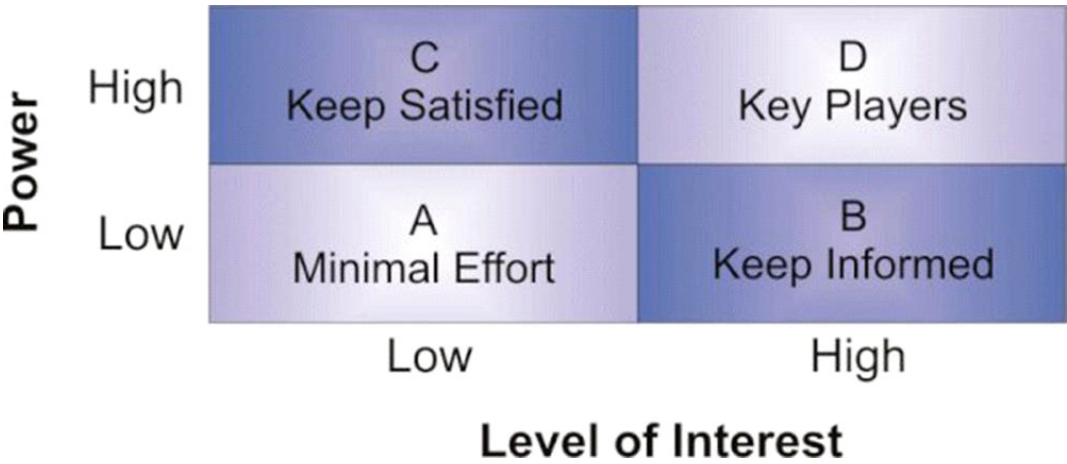 Power
High
C
Keep Satisfied
D
Key Players
Low
A
Minimal Effort
B
Keep Informed
Low
High
Level of Interest